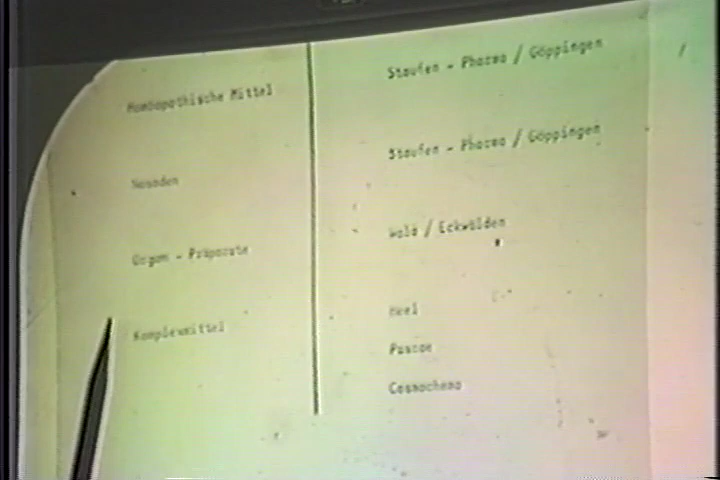 Homöopathische Mittel
Staufen - Pharma / Göppingen
Nosoden
Staufen - Pharma / Göppingen
Organ - Präparate
Wala / Eckwälden
Komplexmittel
Heel
Pascoe
Cosmochema